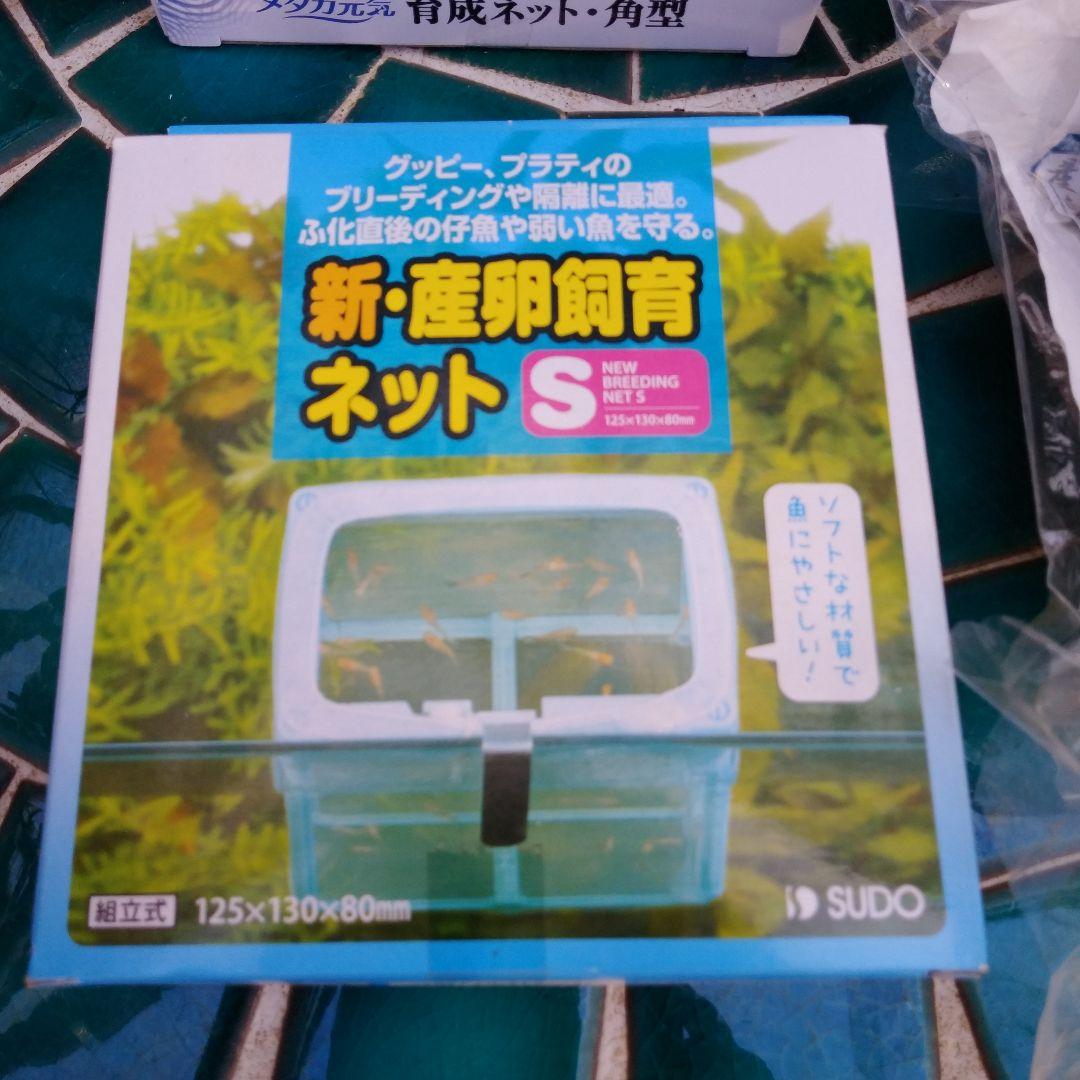 メダカ元気 育成ネット・角型
グッピー、プラティの
ブリーディングや隔離に最適。
ふ化直後の仔魚や弱い魚を守る。
新・産卵飼育
ネット
S
NEW
BREEDING
NET S
125×130×80mm
ソフトな材質で
魚にやさしい!
組立式 125×130×80mm
SUDO